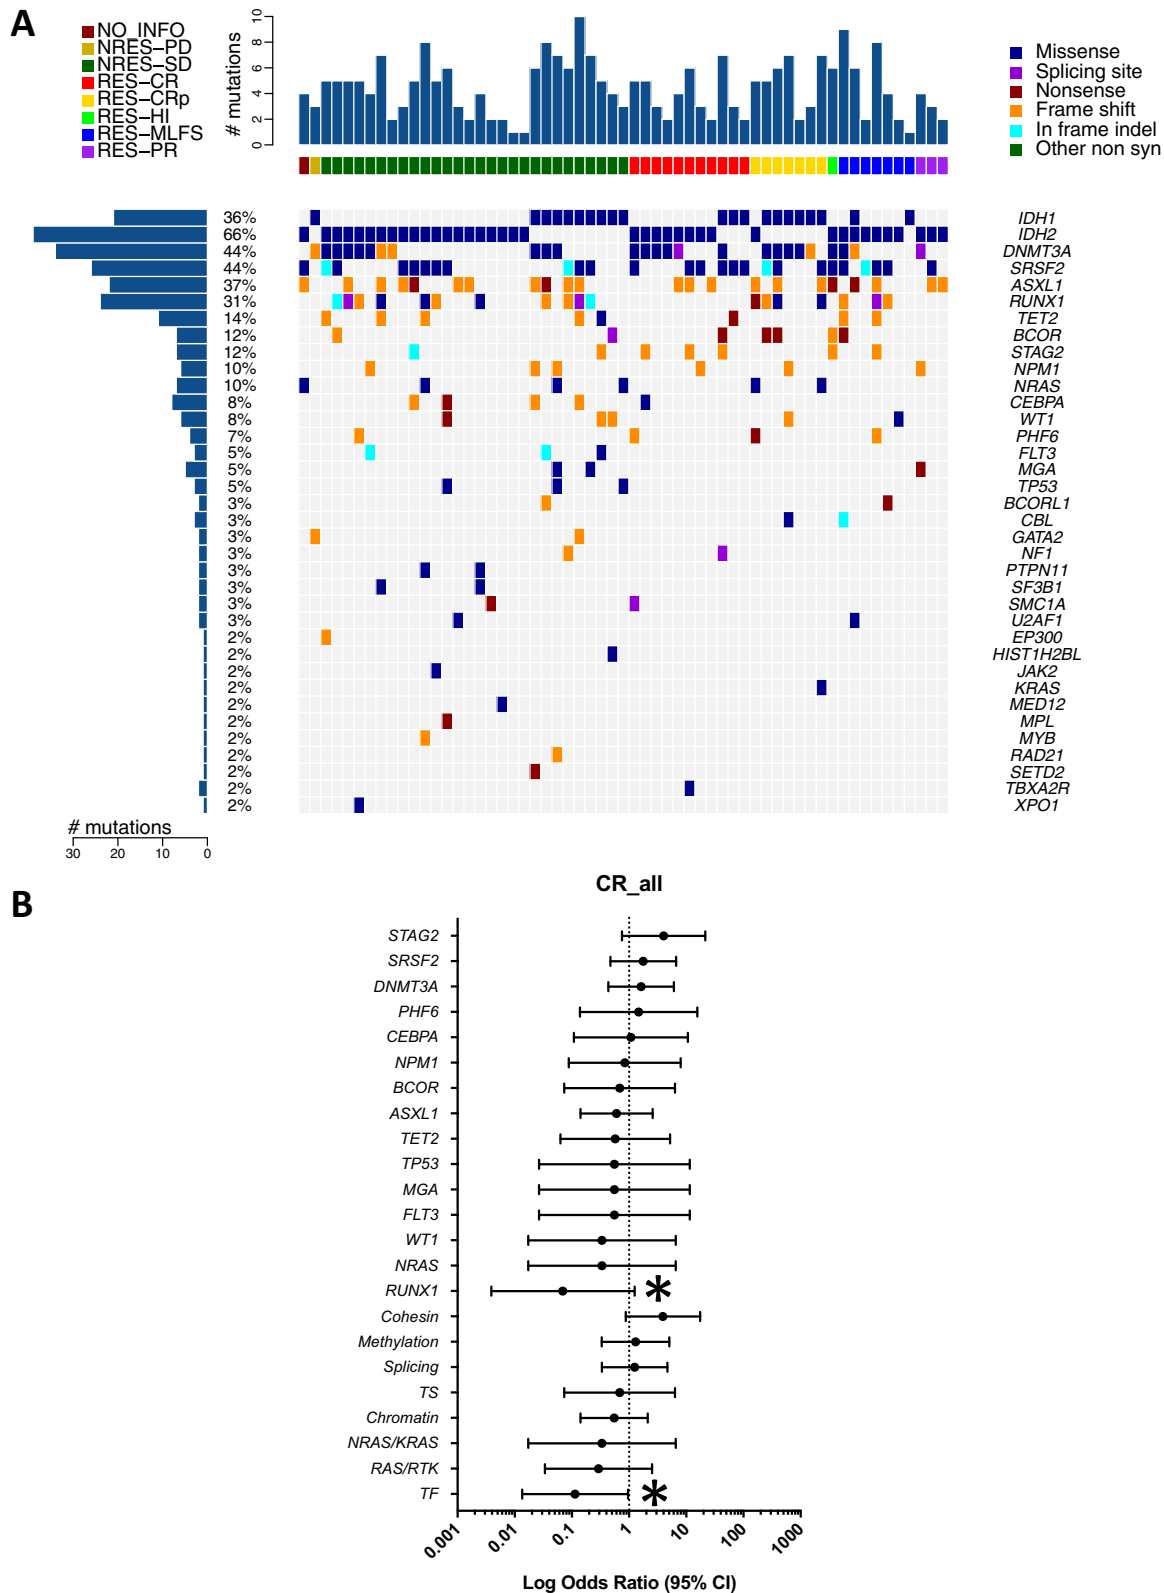 A
NO_INFO
NRES-PD
NRES-SD
RES-CR
RES-CRp
RES-HI
RES-MLFS
RES-PR
# mutations
10
8
6
4
2
0
Missense
Splicing site
Nonsense
Frame shift
In frame indel
Other non syn
36% IDH1
66% IDH2
44% DNMT3A
44% SRSF2
37% ASXL1
31% RUNX1
14% TET2
12% BCOR
12% STAG2
10% NPM1
10% NRAS
8% CEBPA
8% WT1
7% PHF6
5% FLT3
5% MGA
5% TP53
3% BCORL1
3% CBL
3% GATA2
3% NF1
3% PTPN11
3% SF3B1
3% SMC1A
3% U2AF1
2% EP300
2% HIST1H2BL
2% JAK2
2% KRAS
2% MED12
2% MPL
2% MYB
2% RAD21
2% SETD2
2% TBXA2R
2% XPO1
# mutations
30 20 10 0
B
CR_all
STAG2
SRSF2
DNMT3A
PHF6
CEBPA
NPM1
BCOR
ASXL1
TET2
TP53
MGA
FLT3
WT1
NRAS
RUNX1 *
Cohesin
Methylation
Splicing
TS
Chromatin
NRAS/KRAS
RAS/RTK
TF *
0.001 0.01 0.1 1 10 100 1000
Log Odds Ratio (95% CI)